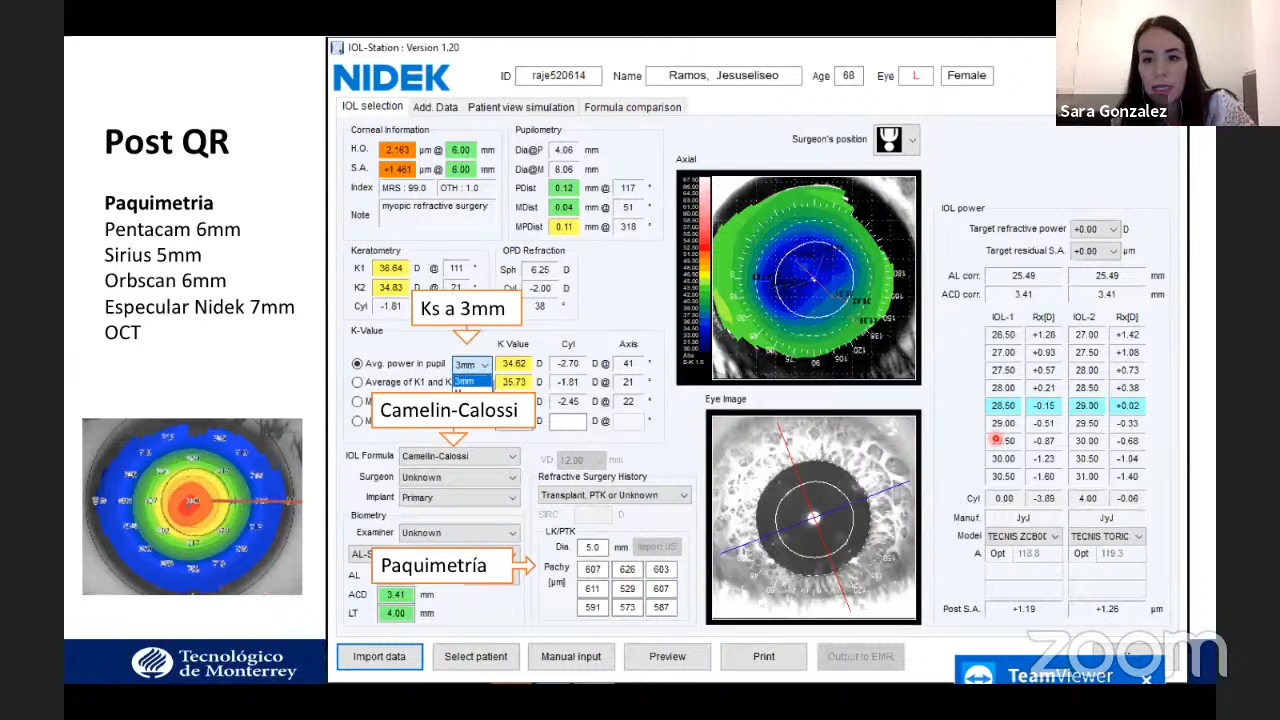 IOL-Station : Version 1.20
NIDEK
ID raje520614 Name Ramos, Jesuseliseo Age 68 Eye L Female
IOL selection Add. Data Patient view simulation Formula comparison
Sara Gonzalez
Post QR
Paquimetria
Pentacam 6mm
Sirius 5mm
Orbscan 6mm
Especular Nidek 7mm
OCT
Tecnológico
de Monterrey
Corneal Information
H.O. 2.163 µm @ 6.00 mm
S.A. +1.461 µm @ 6.00 mm
Index MRS : 99.0 OTH : 1.0
Note myopic refractive surgery
Pupilometry
Dia@P 4.06 mm
Dia@M 6.06 mm
PDist 0.12 mm @ 117 °
MDist 0.04 mm @ 51 °
MPDist 0.11 mm @ 318 °
Keratometry
K1 36.64 D @ 111 °
K2 34.83 D @ 21 °
Cyl -1.81
OPD Refraction
Sph 6.25 D
Cyl -2.00 D
38 °
Ks a 3mm
K-Value
K Value Cyl Axis
Avg. power in pupil 3mm 34.62 D -2.70 D@ 41 °
Average of K1 and K 3mm 35.73 D -1.81 D@ 21 °
-2.45 D@ 22 °
D D@ °
Camelin-Calossi
IOL Formula Camelin-Calossi
Surgeon Unknown
Implant Primary
Biometry
Examiner Unknown
AL
ACD 3.41 mm
LT 4.00 mm
Paquimetría
VD 12.00 mm
Refractive Surgery History
Transplant, PTK or Unknown
SIRC D
LK/PTK
Dia. 5.0 mm Import US
Pachy [µm]
607 626 603
611 529 607
591 573 587
Surgeon's position
Axial
Eye Image
IOL power
Target refractive power +0.00 D
Target residual S.A. +0.00 µm
AL corr. 25.49 25.49 mm
ACD corr. 3.41 3.41 mm
IOL-1 Rx[D] IOL-2 Rx[D]
26.50 +1.28 27.00 +1.42
27.00 +0.93 27.50 +1.08
27.50 +0.57 28.00 +0.73
28.00 +0.21 28.50 +0.38
28.50 -0.15 29.00 +0.02
29.00 -0.51 29.50 -0.33
.50 -0.87 30.00 -0.68
30.00 -1.23 30.50 -1.04
30.50 -1.60 31.00 -1.40
Cyl 0.00 -3.89 4.00 -0.06
Manuf. JyJ JyJ
Model TECNIS ZCB0 TECNIS TORIC
A Opt 118.8 Opt 119.3
Post S.A. +1.19 +1.26 µm
Import data Select patient Manual input Preview Print Output to EMR
TeamViewer
zoom